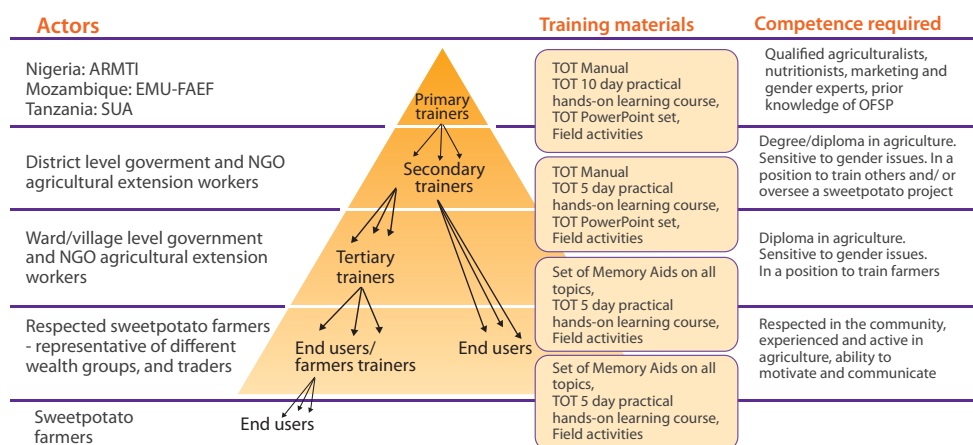 Actors
Training materials
Competence required
Nigeria: ARMTI
Mozambique: EMU-FAEF
Tanzania: SUA
Primary
trainers
TOT Manual
TOT 10 day practical
hands-on learning course,
TOT PowerPoint set,
Field activities
Qualified agriculturalists,
nutritionists, marketing and
gender experts, prior
knowledge of OFSP
District level goverment and NGO
agricultural extension workers
Secondary
trainers
TOT Manual
TOT 5 day practical
hands-on learning course,
TOT PowerPoint set,
Field activities
Degree/diploma in agriculture.
Sensitive to gender issues. In a
position to train others and/ or
oversee a sweetpotato project
Ward/village level government
and NGO agricultural extension
workers
Tertiary
trainers
Set of Memory Aids on all
topics,
TOT 5 day practical
hands-on learning course,
Field activities
Diploma in agriculture.
Sensitive to gender issues.
In a position to train farmers
Respected sweetpotato farmers
- representative of different
wealth groups, and traders
End users/
farmers trainers
End users
Set of Memory Aids on all
topics,
TOT 5 day practical
hands-on learning course,
Field activities
Respected in the community,
experienced and active in
agriculture, ability to
motivate and communicate
Sweetpotato
farmers
End users